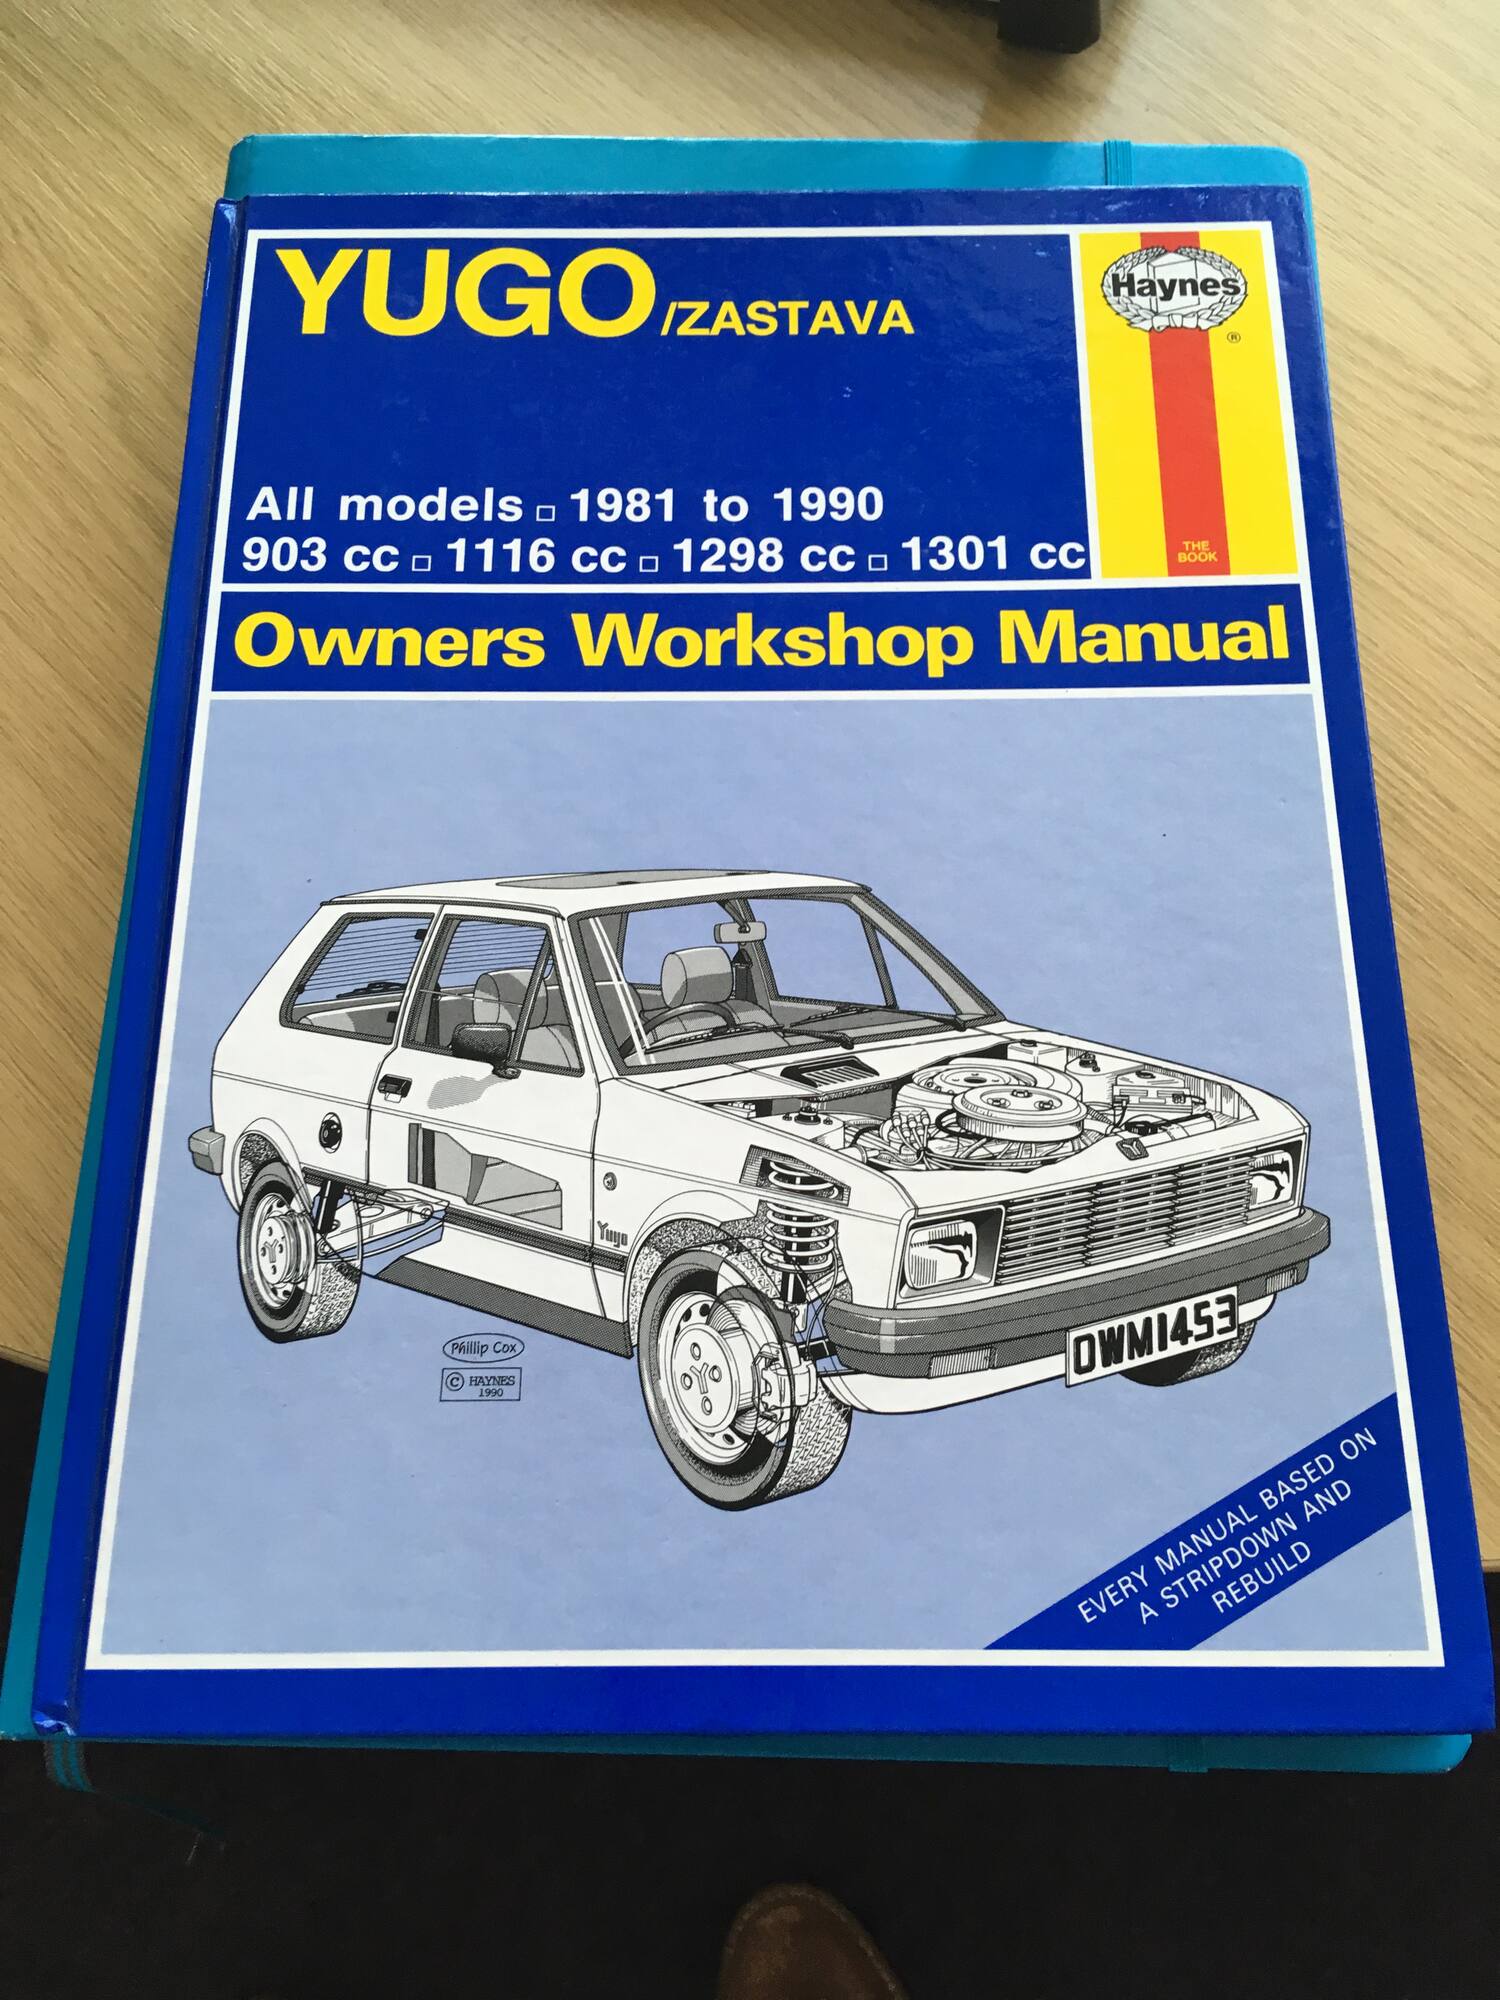 YUGO/ZASTAVA
Haynes
®
All models □ 1981 to 1990
903 cc □ 1116 cc □ 1298 cc □ 1301 cc
THE
BOOK
Owners Workshop Manual
Yugo
DWM1453
Phillip Cox
© HAYNES
1990
EVERY MANUAL BASED ON
A STRIPDOWN AND
REBUILD